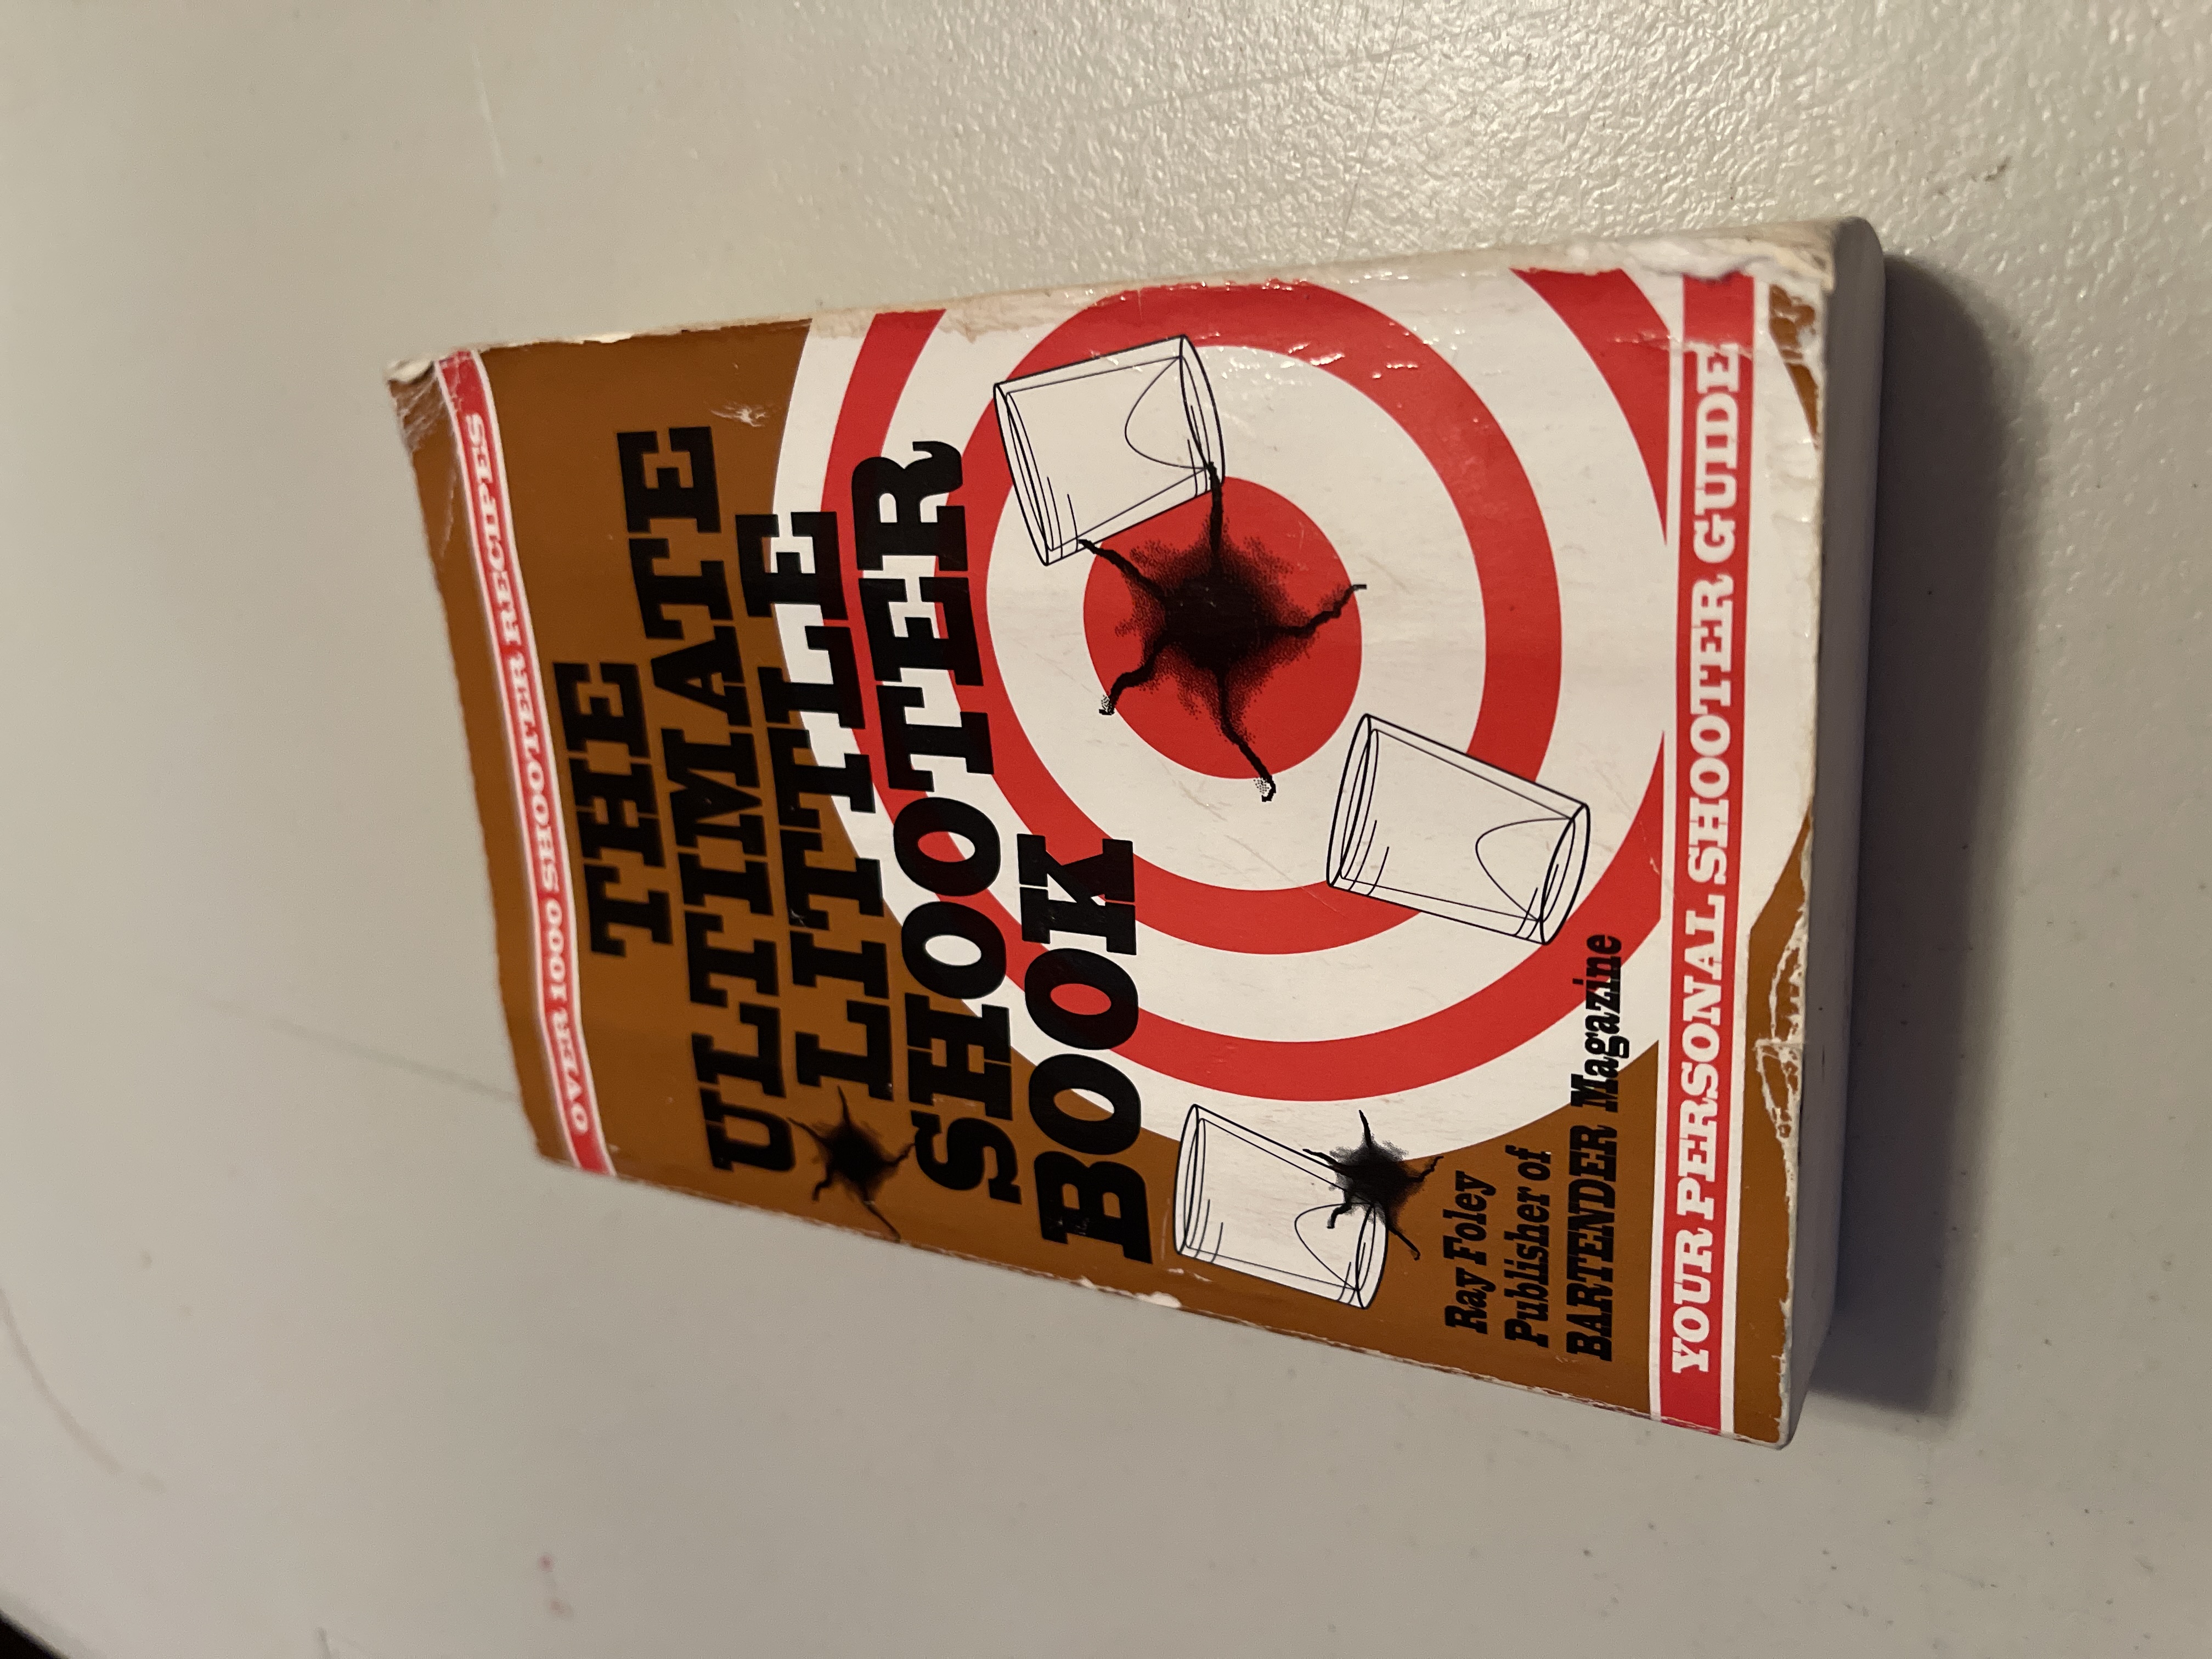 OVER 1000 SHOOTER RECIPES
THE
ULTIMATE
LITTLE
SHOOTER
BOOK
Ray Foley
Publisher of
BARTENDER Magazine
YOUR PERSONAL SHOOTER GUIDE